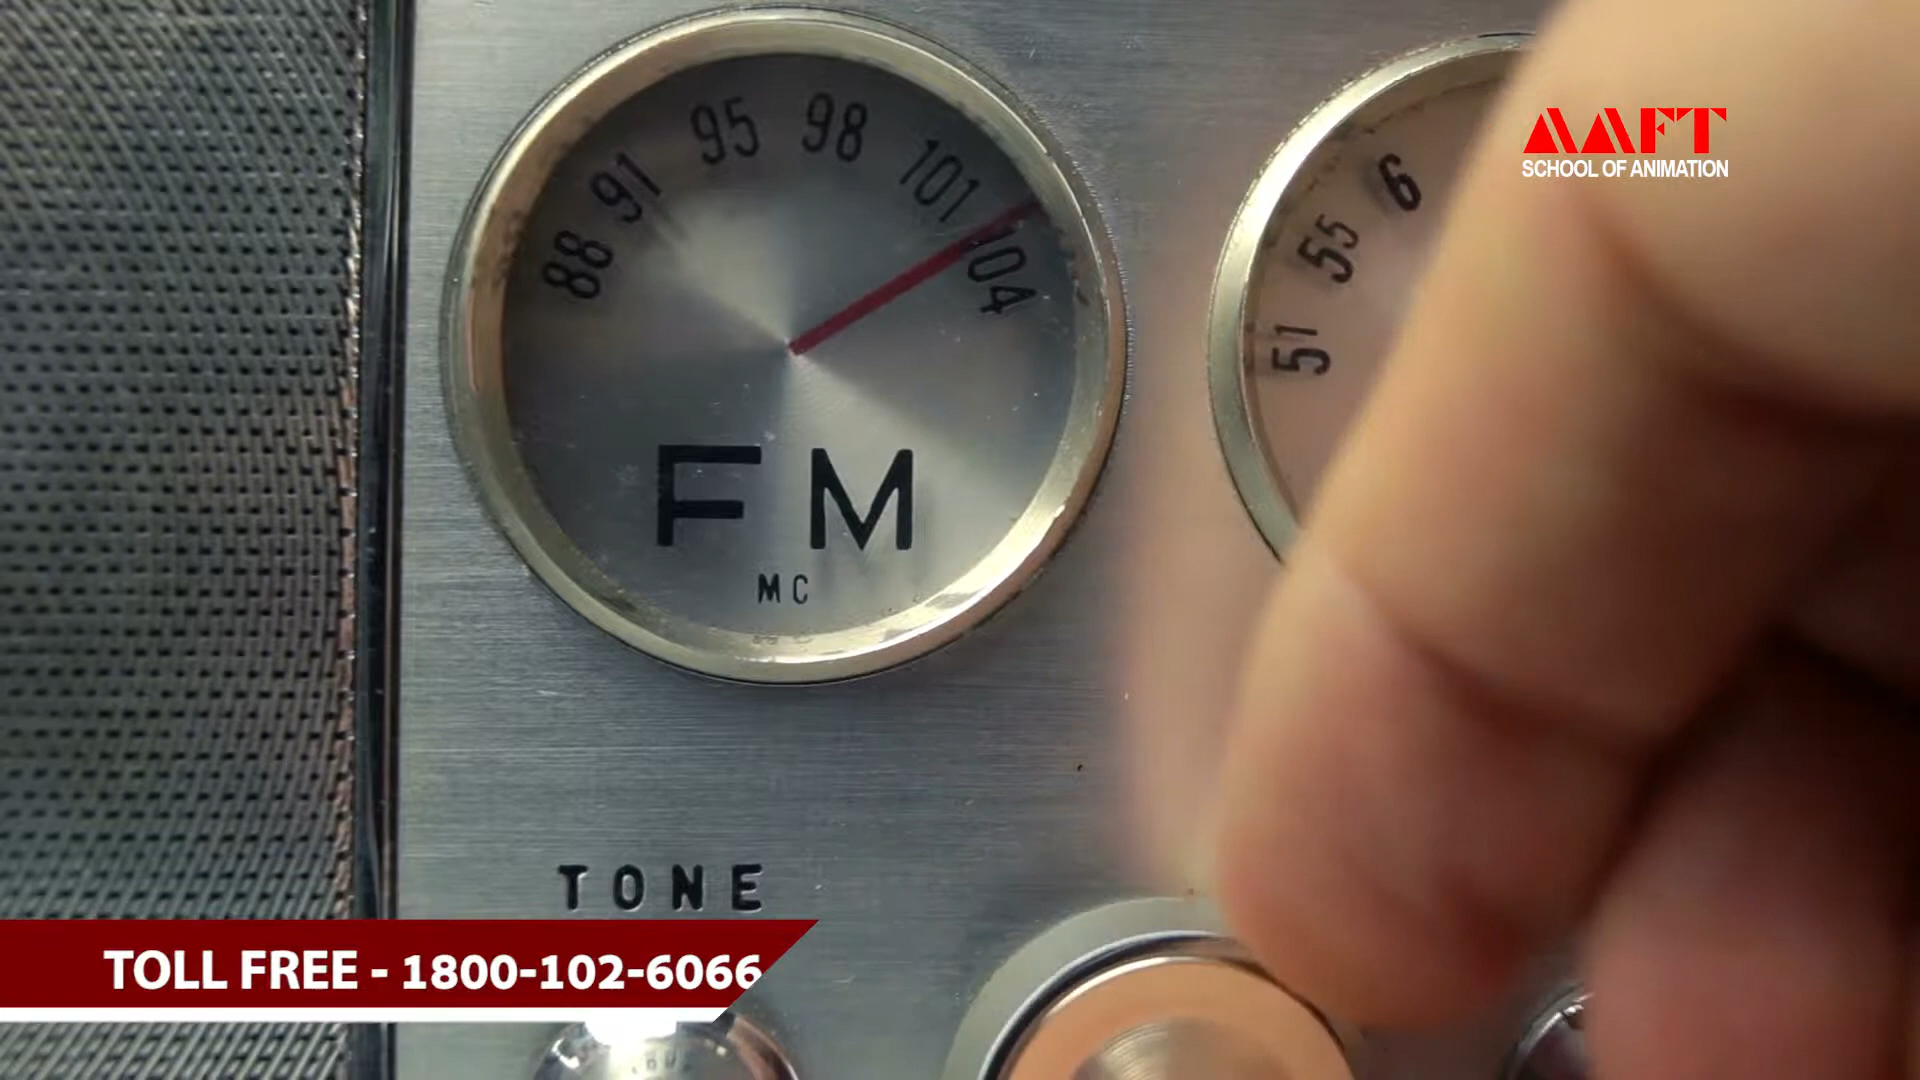 88 91 95 98 101 104
FM
MC
6
55
51
AAFT
SCHOOL OF ANIMATION
TONE
TOLL FREE - 1800-102-6066